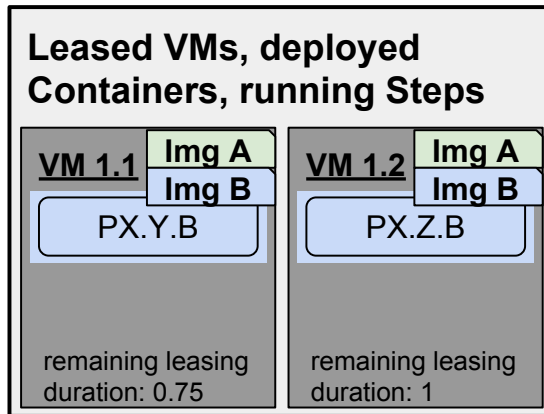 Leased VMs, deployed
Containers, running Steps
VM 1.1
Img A
Img B
PX.Y.B
remaining leasing
duration: 0.75
VM 1.2
Img A
Img B
PX.Z.B
remaining leasing
duration: 1